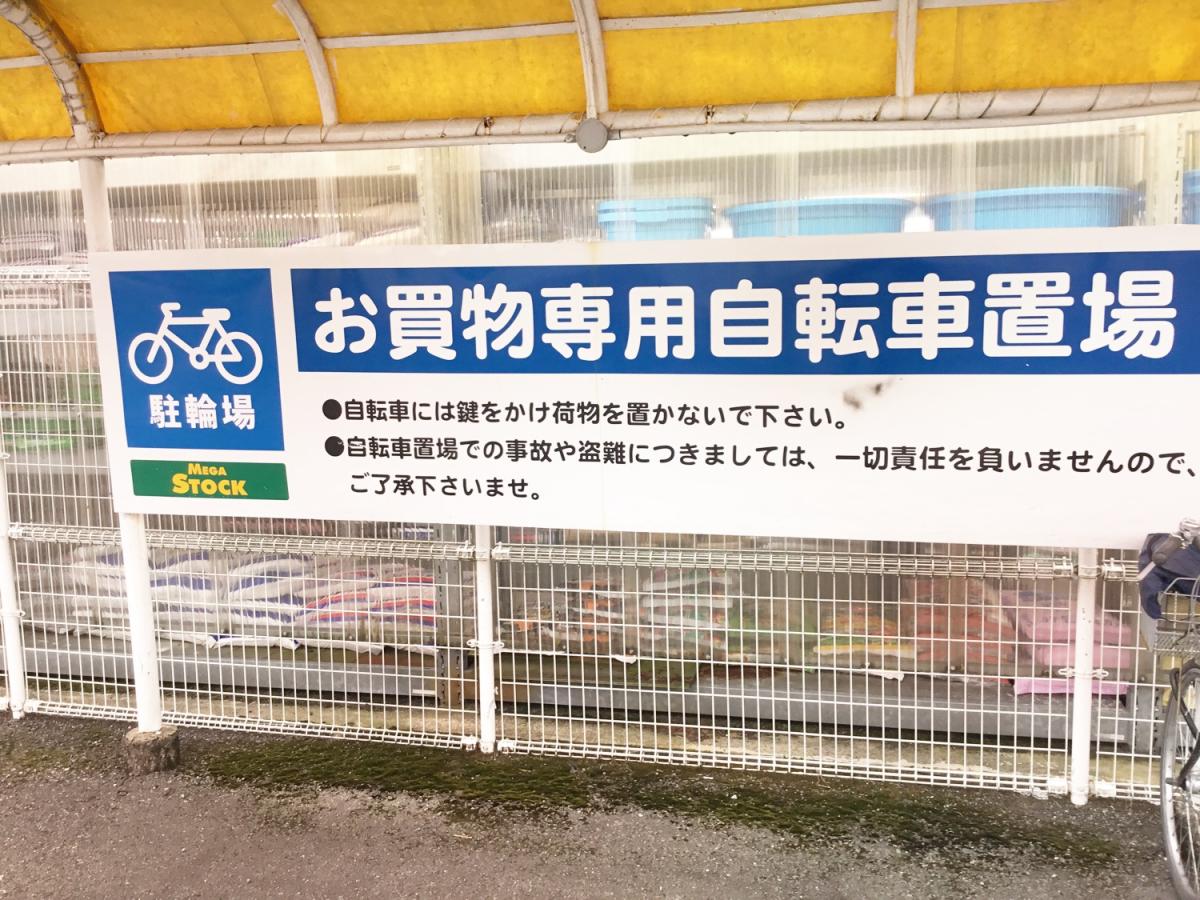 お買物専用自転車置場
駐輪場
MEGA
STOCK
●自転車には鍵をかけ荷物を置かないで下さい。
●自転車置場での事故や盗難につきましては、一切責任を負いませんので、
ご了承下さいませ。